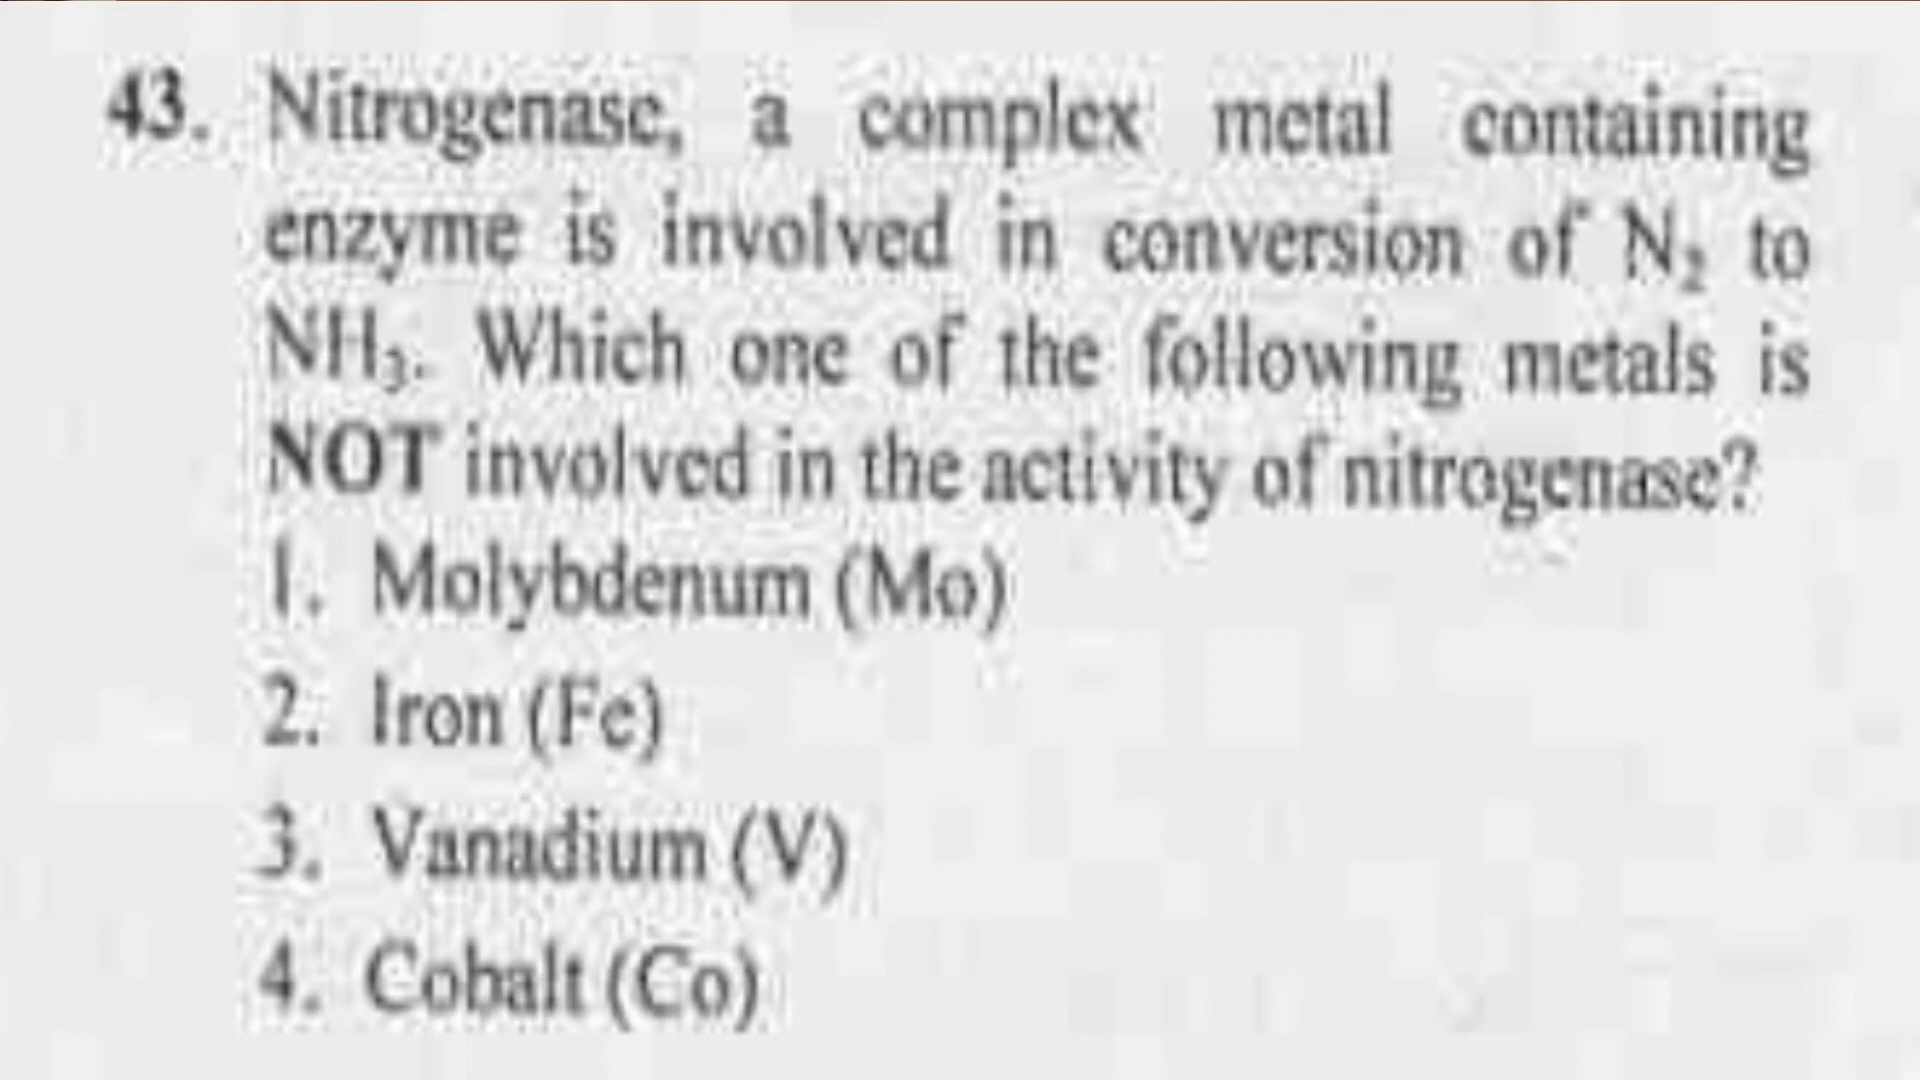 43. Nitrogenase, a complex metal containing
enzyme is involved in conversion of N₂ to
NH₃. Which one of the following metals is
NOT involved in the activity of nitrogenase?
1. Molybdenum (Mo)
2. Iron (Fe)
3. Vanadium (V)
4. Cobalt (Co)